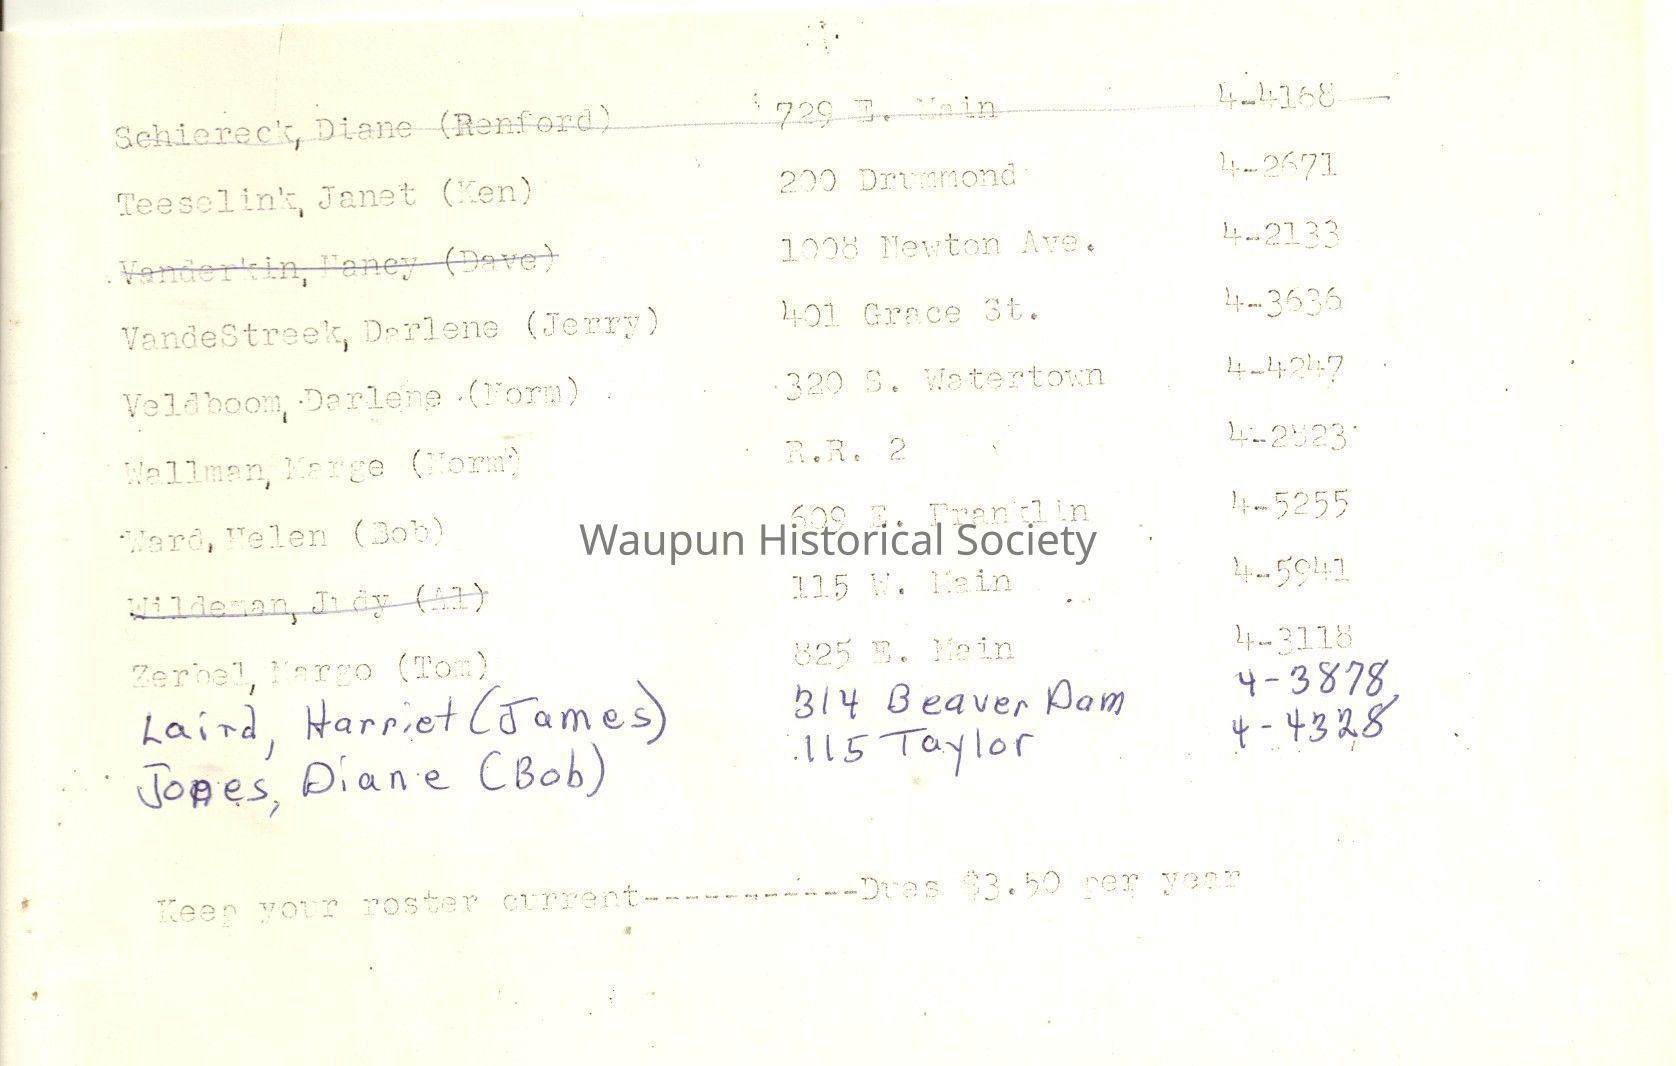 Schiereck, Diane (Renford) 729 E. Main 4-4168
Teeselink, Janet (Ken) 200 Drummond 4-2671
Vanderkin, Nancy (Dave) 1008 Newton Ave. 4-2133
VandeStreek, Darlene (Jerry) 401 Grace St. 4-3636
Veldboom, Darlene (Norm) 320 S. Watertown 4-4247
Wallman, Marge (Norm) R.R. 2 4-2823
Ward, Helen (Bob) 609 E. Franklin 4-5255
Waupun Historical Society
Wildeman, Judy (Al) 115 W. Main 4-5941
Zerbel, Margo (Tom) 825 E. Main 4-3118
Laird, Harriet (James) 314 Beaver Dam 4-3878
Jones, Diane (Bob) 115 Taylor 4-4328
Keep your roster current------------Dues $3.50 per year